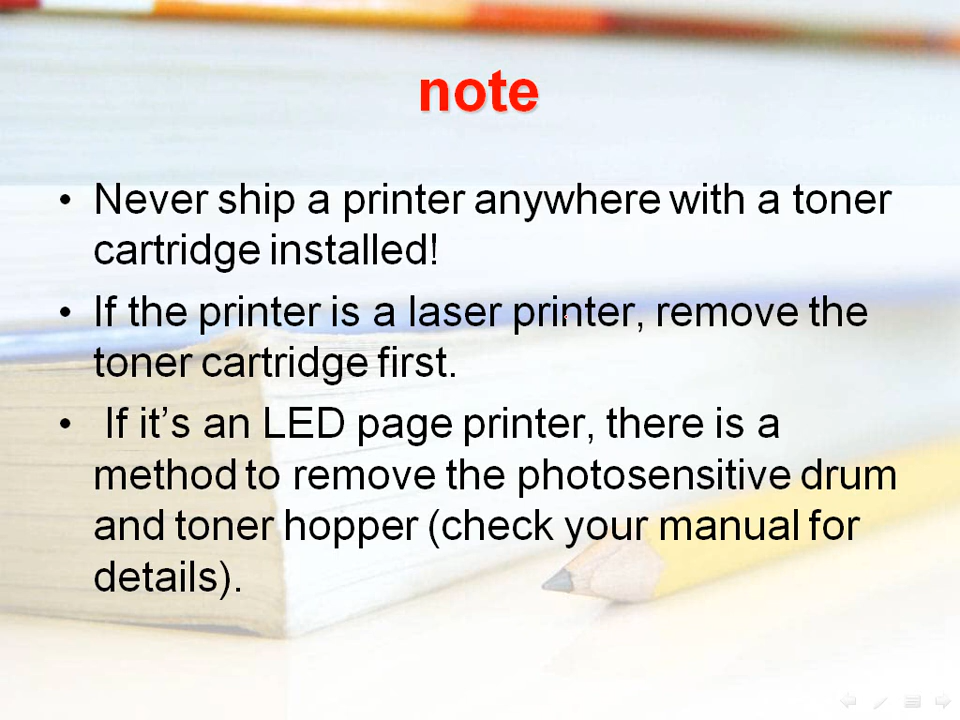 note
• Never ship a printer anywhere with a toner
cartridge installed!
• If the printer is a laser printer, remove the
toner cartridge first.
• If it’s an LED page printer, there is a
method to remove the photosensitive drum
and toner hopper (check your manual for
details).